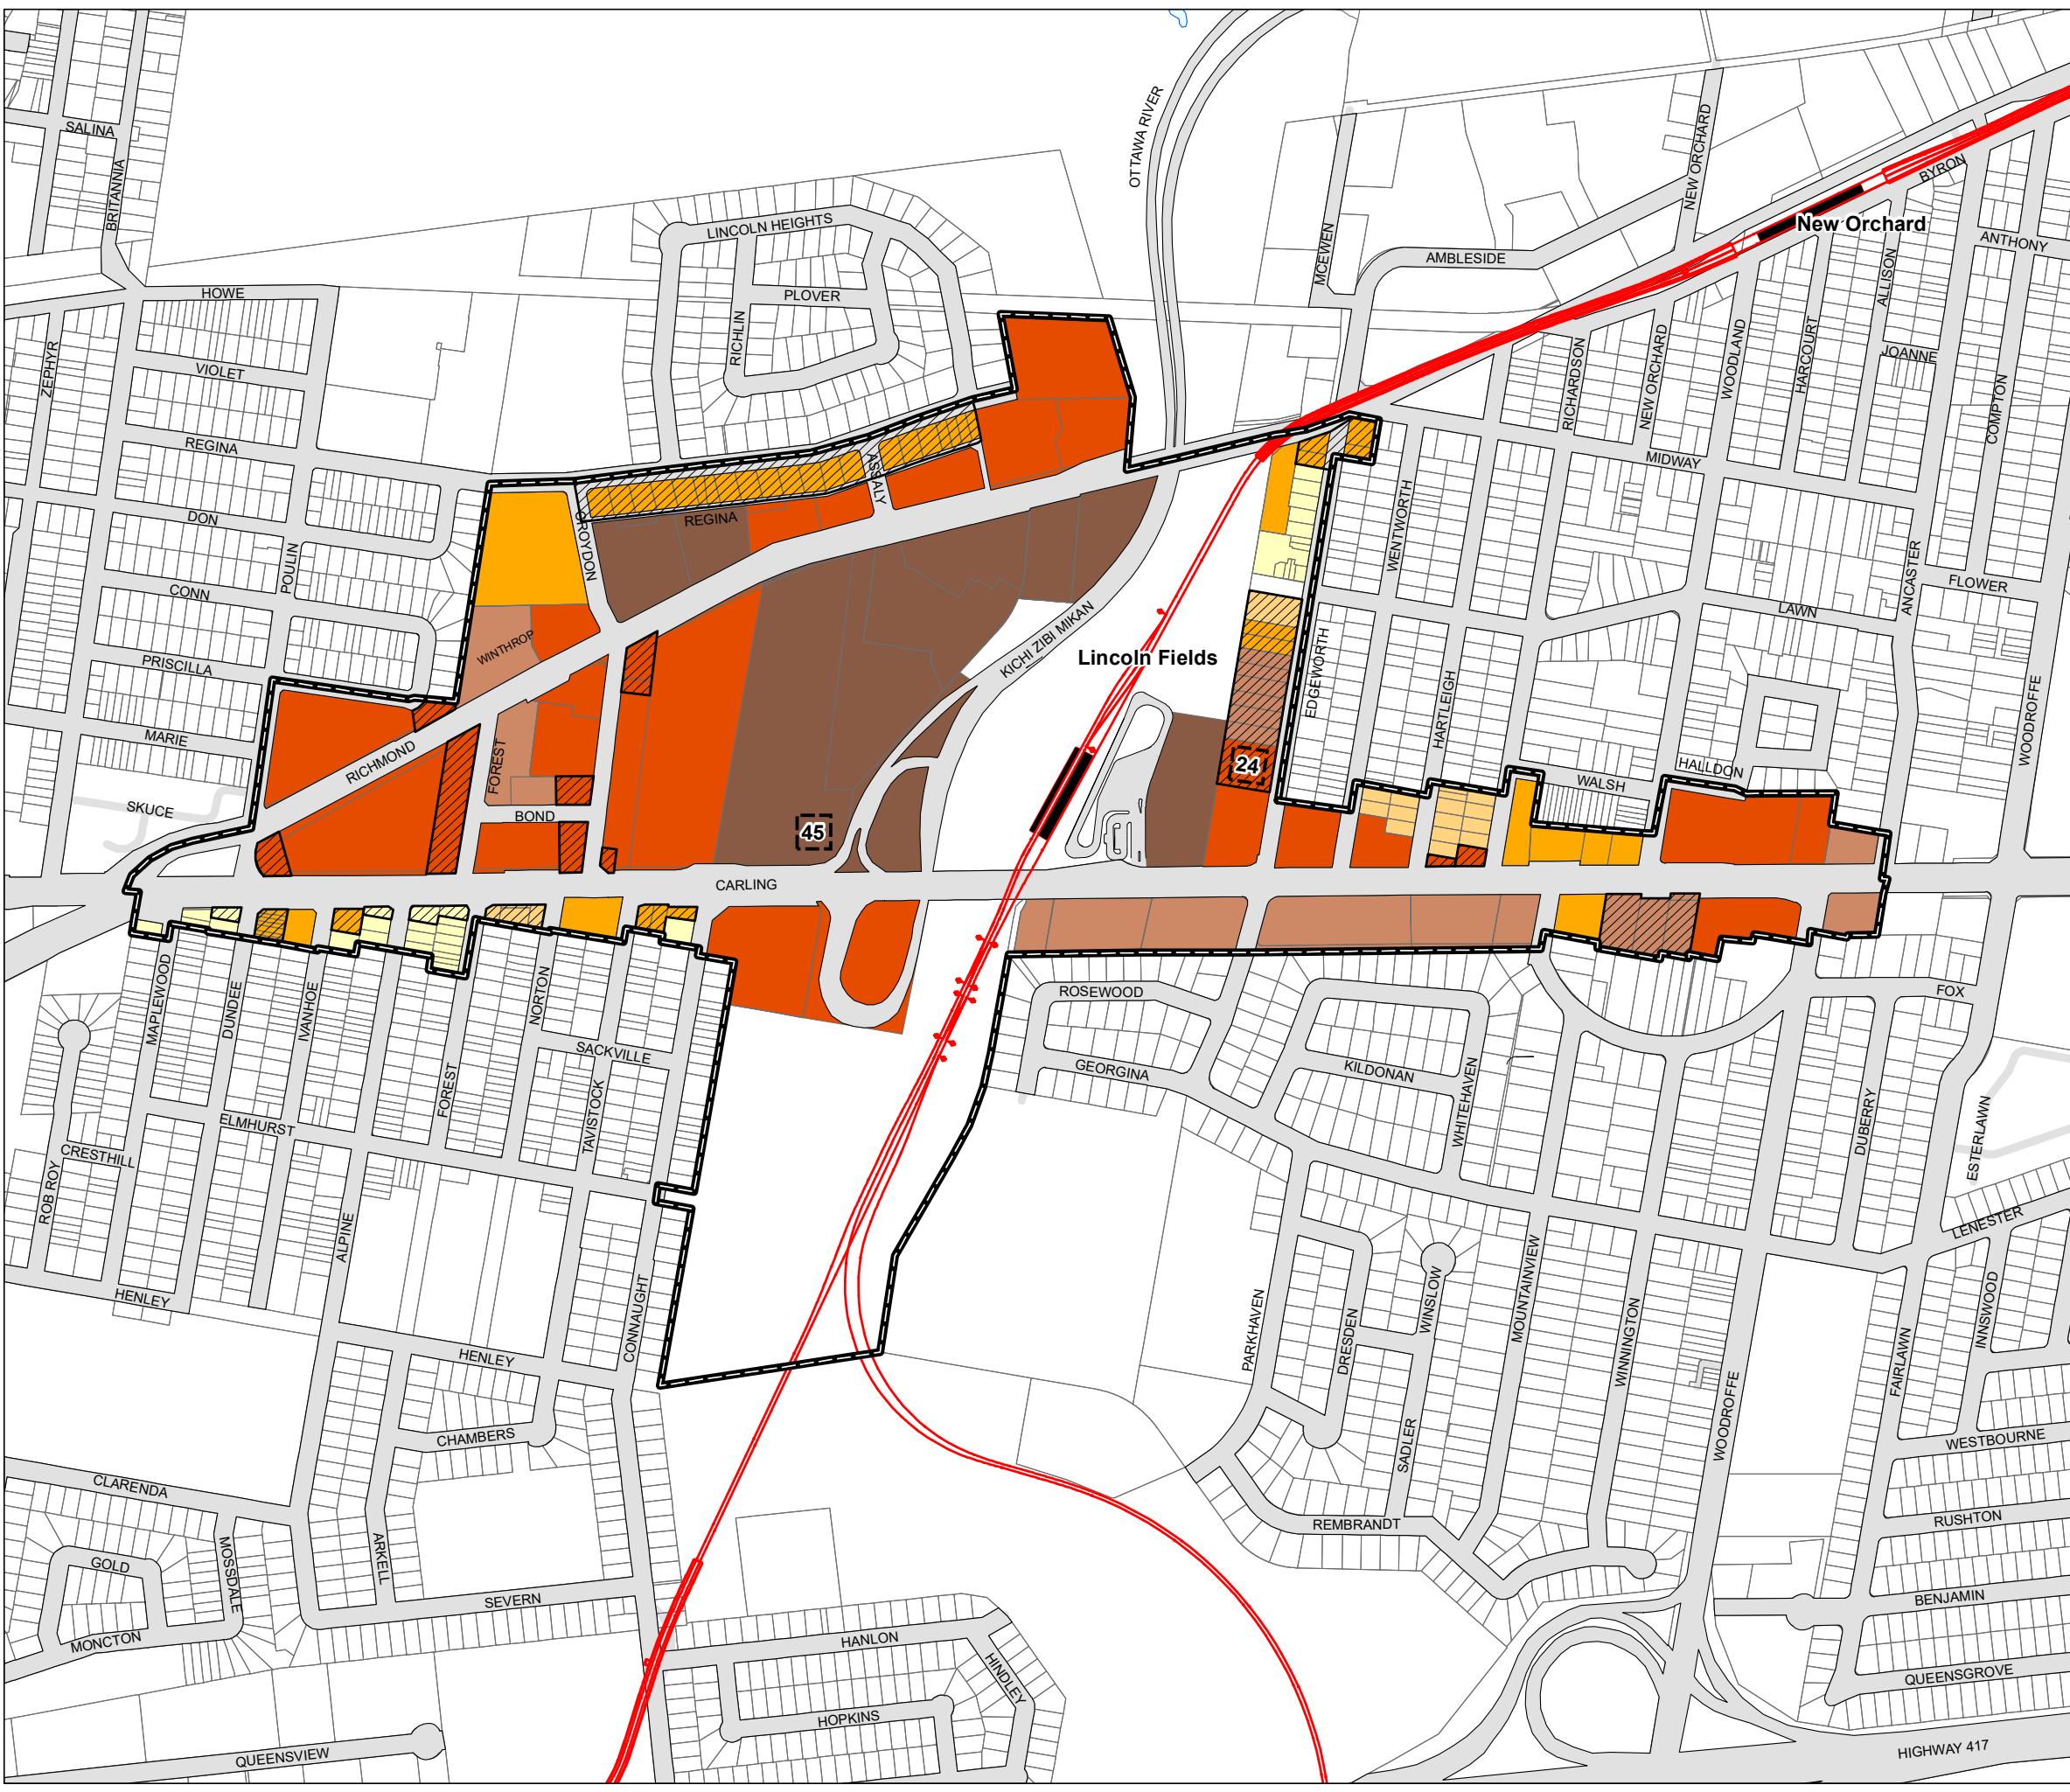 SALINA
BRITANNIA
OTTAWA RIVER
NEW ORCHARD
BYRON
New Orchard
ANTHONY
LINCOLN HEIGHTS
MCEWEN
AMBLESIDE
ALLISON
HOWE
PLOVER
RICHLIN
ZEPHYR
VIOLET
RICHARDSON
NEW ORCHARD
WOODLAND
HARCOURT
JOANNE
COMPTON
REGINA
ASSALY
MIDWAY
DON
CROYDON
REGINA
WENTWORTH
POULIN
CONN
ANCASTER
FLOWER
LAWN
KICHI ZIBI MIKAN
WINTHROP
Lincoln Fields
PRISCILLA
EDGEWORTH
HARTLEIGH
WOODROFFE
MARIE
RICHMOND
FOREST
24
HALLDON
WALSH
SKUCE
BOND
45
CARLING
MAPLEWOOD
DUNDEE
IVANHOE
NORTON
ROSEWOOD
FOX
SACKVILLE
GEORGINA
KILDONAN
FOREST
TAVISTOCK
WHITEHAVEN
ELMHURST
DUBERRY
ESTERLAWN
CRESTHILL
ROB ROY
ALPINE
LENESTER
HENLEY
CONNAUGHT
PARKHAVEN
DRESDEN
WINSLOW
MOUNTAINVIEW
WINNINGTON
INNSWOOD
FAIRLAWN
HENLEY
WOODROFFE
CHAMBERS
SADLER
WESTBOURNE
CLARENDA
REMBRANDT
RUSHTON
GOLD
MOSSDALE
ARKELL
SEVERN
BENJAMIN
MONCTON
HANLON
HINDLEY
QUEENSGROVE
HOPKINS
QUEENSVIEW
HIGHWAY 417